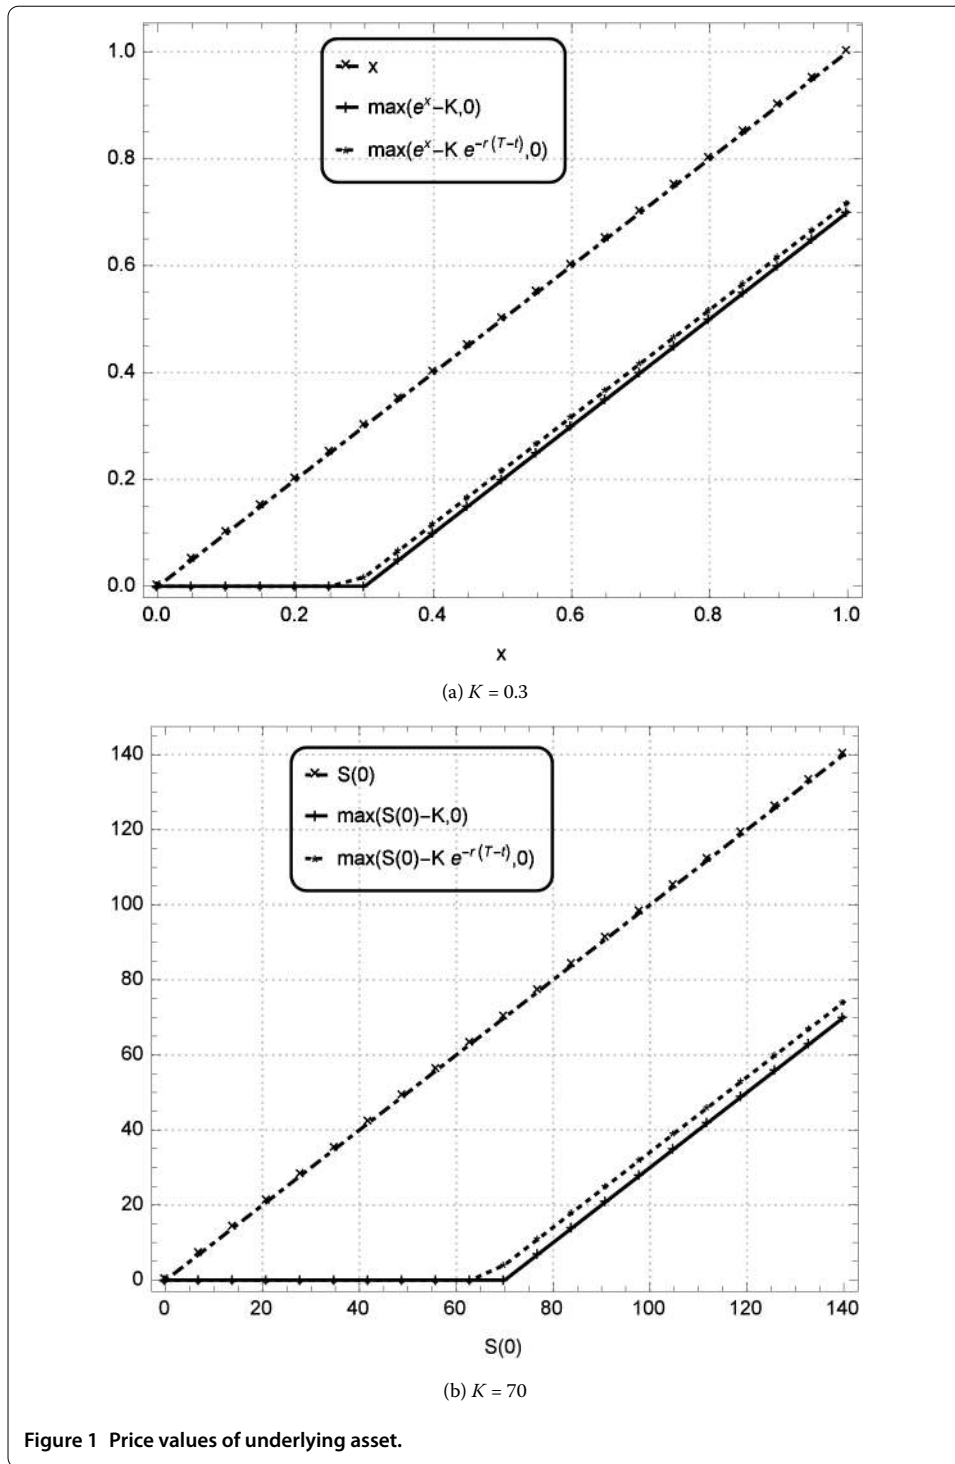 x
max(e^x−K,0)
max(e^x−K e^−r (T−t),0)
1.0
0.8
0.6
0.4
0.2
0.0
0.0 0.2 0.4 0.6 0.8 1.0
x
(a) K = 0.3
S(0)
max(S(0)−K,0)
max(S(0)−K e^−r (T−t),0)
140
120
100
80
60
40
20
0
0 20 40 60 80 100 120 140
S(0)
(b) K = 70
Figure 1 Price values of underlying asset.